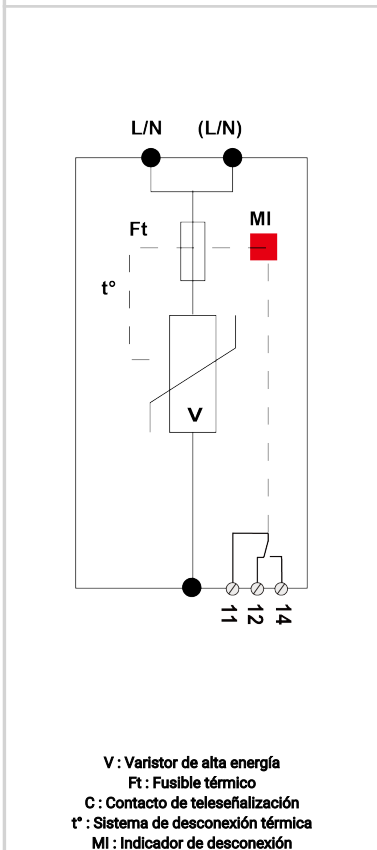 L/N (L/N)
Ft MI
t°
V
11 12 14
V : Varistor de alta energía
Ft : Fusible térmico
C : Contacto de teleseñalización
t° : Sistema de desconexión térmica
MI : Indicador de desconexión